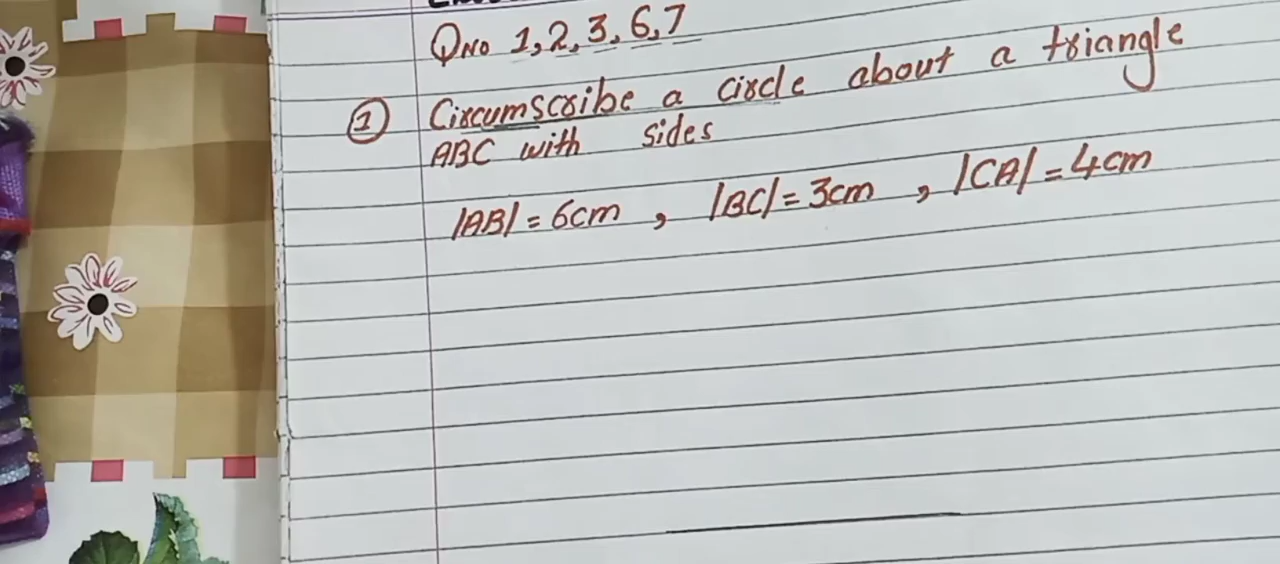 QNO 1, 2, 3, 6, 7
① Circumscribe a circle about a triangle
ABC with sides
|AB| = 6cm , |BC| = 3cm , |CA| = 4cm